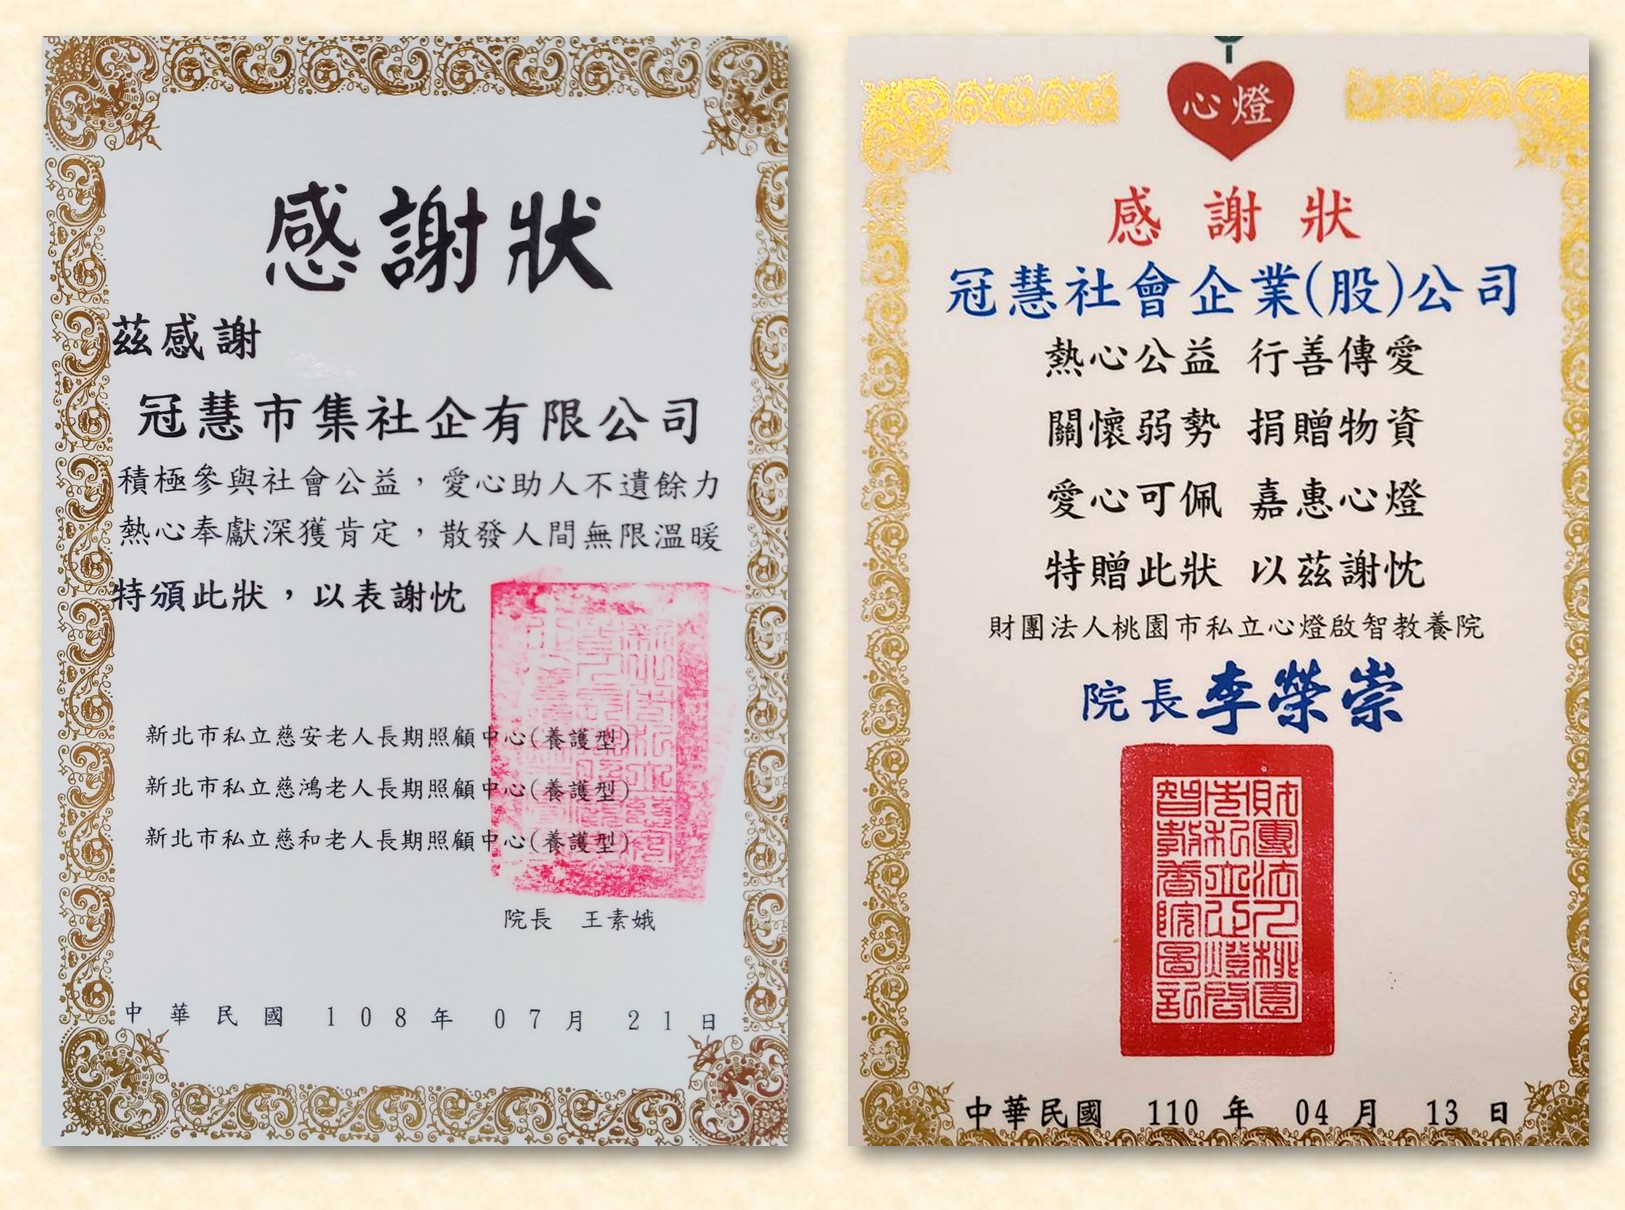 感謝狀
茲感謝
冠慧市集社企有限公司
積極參與社會公益，愛心助人不遺餘力
熱心奉獻深獲肯定，散發人間無限溫暖
特頒此狀，以表謝忱
新北市私立慈安老人長期照顧中心(養護型)
新北市私立慈鴻老人長期照顧中心(養護型)
新北市私立慈和老人長期照顧中心(養護型)
院長 王素娥
中華民國 108年 07月 21日
心燈
感謝狀
冠慧社會企業(股)公司
熱心公益 行善傳愛
關懷弱勢 捐贈物資
愛心可佩 嘉惠心燈
特贈此狀 以茲謝忱
財團法人桃園市私立心燈啟智教養院
院長李榮崇
財團法人桃園
市私立心燈啟
智教養院圖記
中華民國 110 年 04 月 13 日